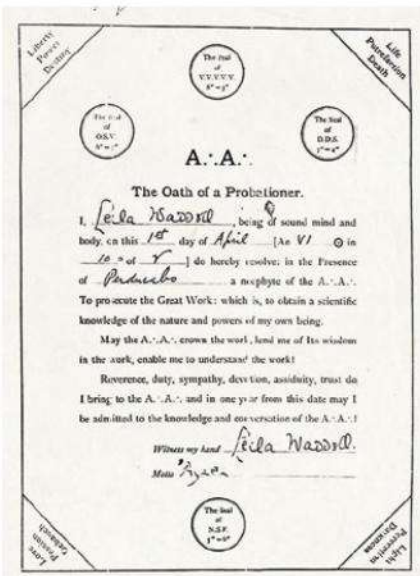 Liberty
Power
Destiny
Life
Putrefaction
Death
The Seal
of
V.V.V.V.V.
8°=3°
The Seal
of
O.S.V.
The Seal
of
D.D.S.
7°=4°
A∴A∴
The Oath of a Probationer.
I, Leila Waddell, being of sound mind and
body, on this 1st day of April [An VI ☉ in
10° of ♈] do hereby resolve: in the Presence
of Perdurabo a neophyte of the A∴A∴
To prosecute the Great Work: which is, to obtain a scientific
knowledge of the nature and powers of my own being.
May the A∴A∴ crown the work, lend me of Its wisdom
in the work, enable me to understand the work!
Reverence, duty, sympathy, devotion, assiduity, trust do
I bring to the A∴A∴ and in one year from this date may I
be admitted to the knowledge and conversation of the A∴A∴!
Witness my hand Leila Waddell.
Motto
The Seal
of
N.S.F.
5°=6°
Love
Passion
Debauch
Light
Perception
Darkness